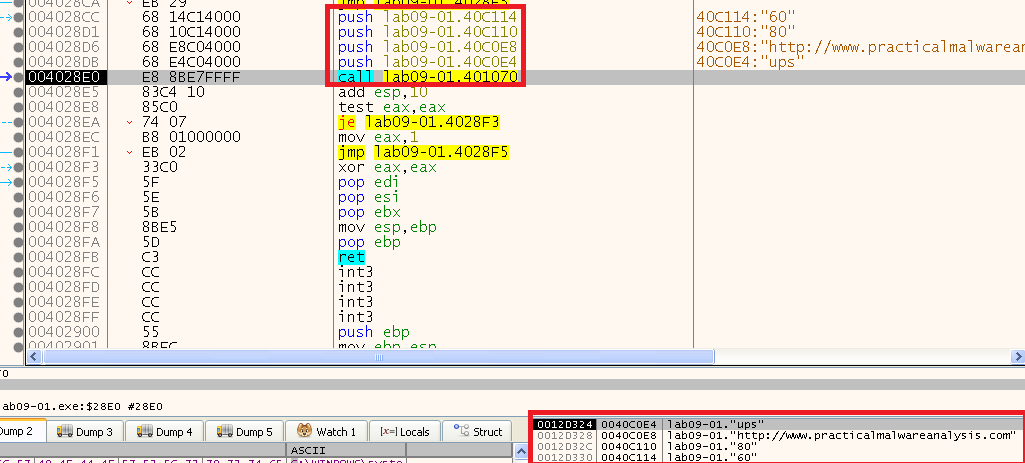 004028CA EB 29 jmp lab09-01.4028F5
004028CC 68 14C14000 push lab09-01.40C114 40C114:"60"
004028D1 68 10C14000 push lab09-01.40C110 40C110:"80"
004028D6 68 E8C04000 push lab09-01.40C0E8 40C0E8:"http://www.practicalmalwarean
004028DB 68 E4C04000 push lab09-01.40C0E4 40C0E4:"ups"
004028E0 E8 8BE7FFFF call lab09-01.401070
004028E5 83C4 10 add esp,10
004028E8 85C0 test eax,eax
004028EA 74 07 je lab09-01.4028F3
004028EC B8 01000000 mov eax,1
004028F1 EB 02 jmp lab09-01.4028F5
004028F3 33C0 xor eax,eax
004028F5 5F pop edi
004028F6 5E pop esi
004028F7 5B pop ebx
004028F8 8BE5 mov esp,ebp
004028FA 5D pop ebp
004028FB C3 ret
004028FC CC int3
004028FD CC int3
004028FE CC int3
004028FF CC int3
00402900 55 push ebp
00402901 8BEC mov ebp,esp
70
ab09-01.exe:$28E0 #28E0
Dump 2 Dump 3 Dump 4 Dump 5 Watch 1 [x=] Locals Struct
ASCII
0012D324 0040C0E4 lab09-01."ups"
0012D328 0040C0E8 lab09-01."http://www.practicalmalwareanalysis.com"
0012D32C 0040C110 lab09-01."80"
0012D330 0040C114 lab09-01."60"